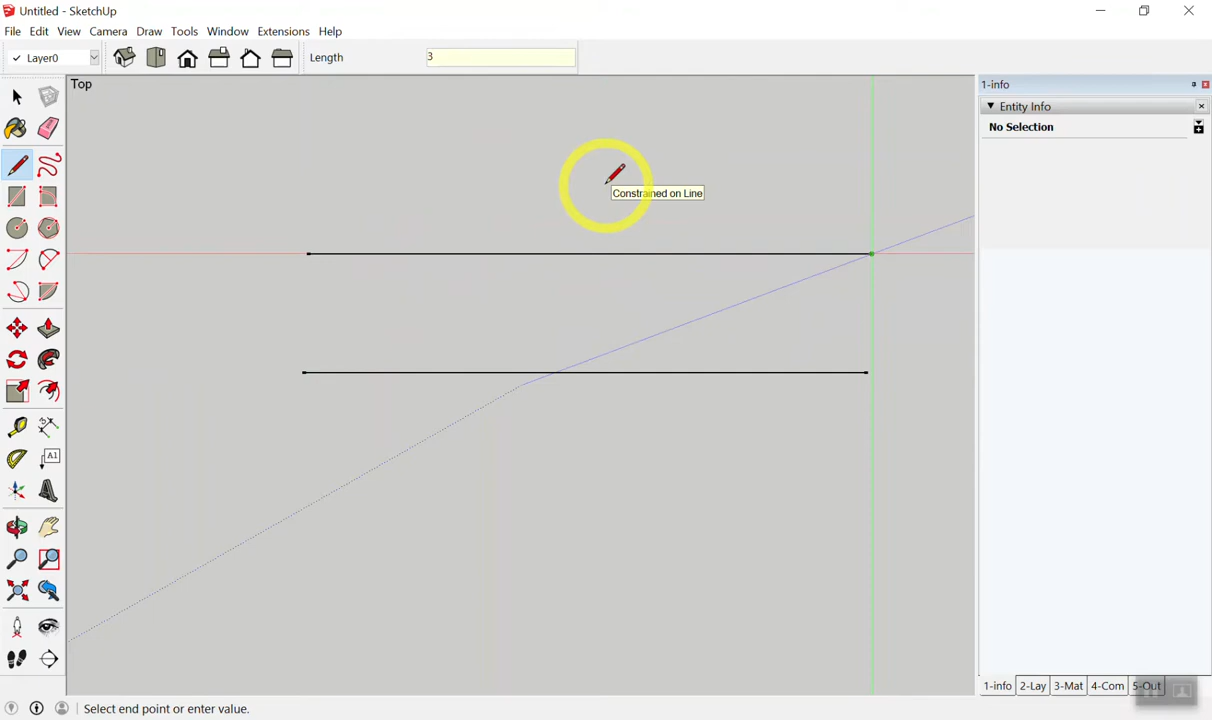 Untitled - SketchUp
File Edit View Camera Draw Tools Window Extensions Help
Layer0 Length 3
Top
1-info
Entity Info
No Selection
Constrained on Line
A1
1-info 2-Lay 3-Mat 4-Com 5-Out
Select end point or enter value.